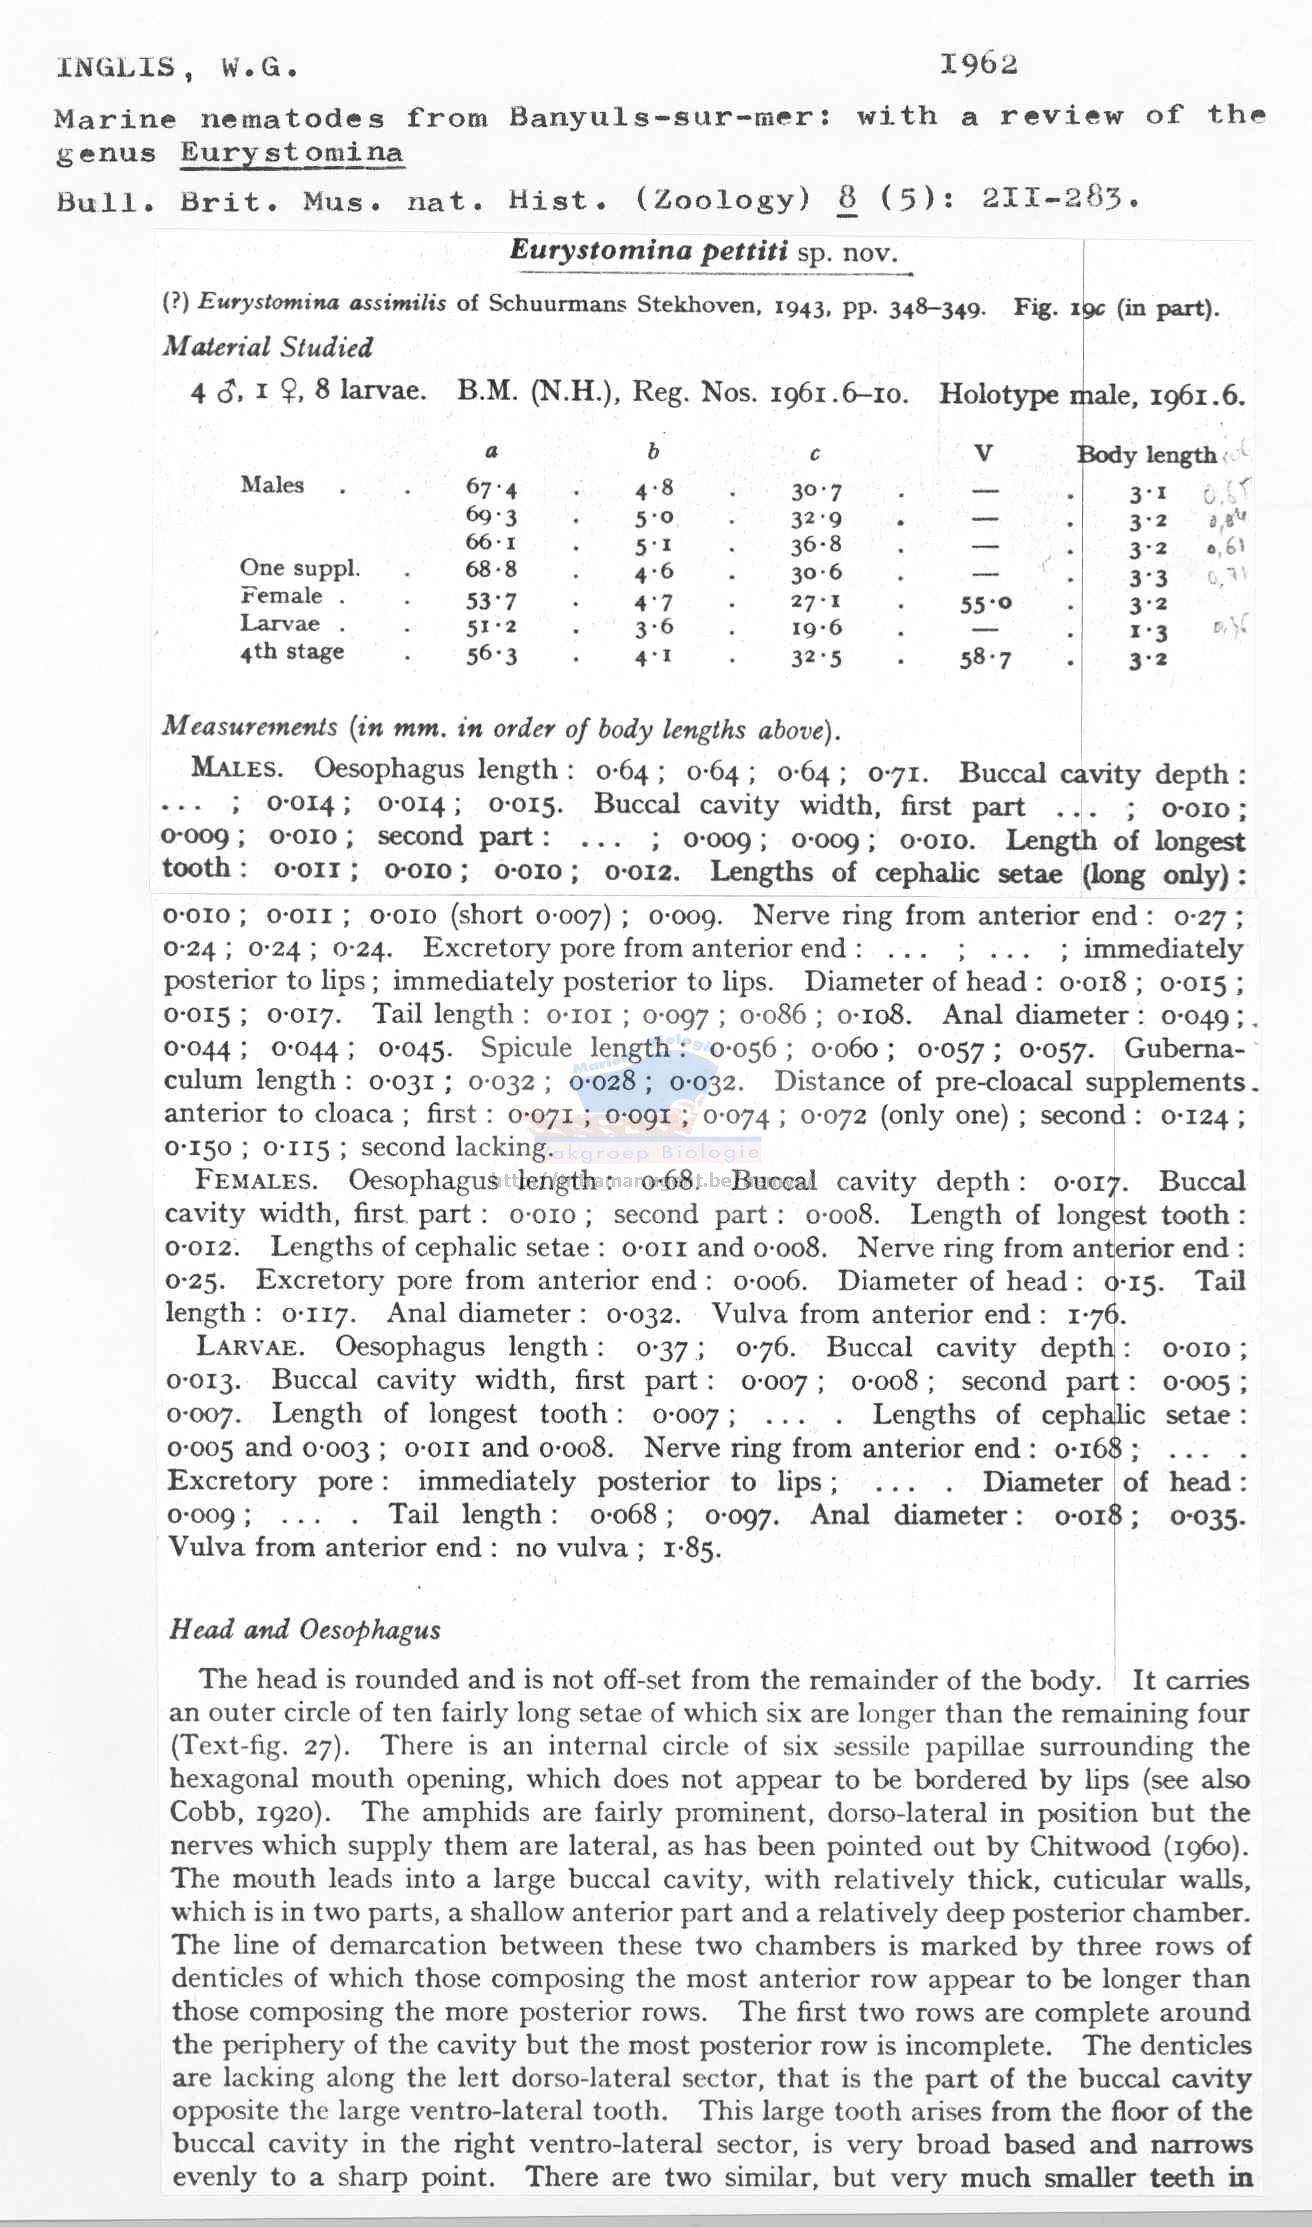 INGLIS, W.G. 1962
Marine nematodes from Banyuls-sur-mer: with a review of the
genus Eurystomina
Bull. Brit. Mus. nat. Hist. (Zoology) 8 (5): 2II-283.
Eurystomina pettiti sp. nov.
(?) Eurystomina assimilis of Schuurmans Stekhoven, 1943, pp. 348–349. Fig. 19c (in part).
Material Studied
4 ♂, 1 ♀, 8 larvae. B.M. (N.H.), Reg. Nos. 1961.6–10. Holotype male, 1961.6.
a b c V Body length
Males . . 67·4 . 4·8 . 30·7 . — . 3·1
69·3 . 5·0 . 32·9 . — . 3·2
66·1 . 5·1 . 36·8 . — . 3·2 0,61
One suppl. . 68·8 . 4·6 . 30·6 . — . 3·3 0,71
Female . . 53·7 . 4·7 . 27·1 . 55·0 . 3·2
Larvae . . 51·2 . 3·6 . 19·6 . — . 1·3
4th stage . 56·3 . 4·1 . 32·5 . 58·7 . 3·2
Measurements (in mm. in order of body lengths above).
MALES. Oesophagus length : 0·64 ; 0·64 ; 0·64 ; 0·71. Buccal cavity depth :
... ; 0·014 ; 0·014 ; 0·015. Buccal cavity width, first part ... ; 0·010 ;
0·009 ; 0·010 ; second part : ... ; 0·009 ; 0·009 ; 0·010. Length of longest
tooth : 0·011 ; 0·010 ; 0·010 ; 0·012. Lengths of cephalic setae (long only) :
0·010 ; 0·011 ; 0·010 (short 0·007) ; 0·009. Nerve ring from anterior end : 0·27 ;
0·24 ; 0·24 ; 0·24. Excretory pore from anterior end : ... ; ... ; immediately
posterior to lips ; immediately posterior to lips. Diameter of head : 0·018 ; 0·015 ;
0·015 ; 0·017. Tail length : 0·101 ; 0·097 ; 0·086 ; 0·108. Anal diameter : 0·049 ;
0·044 ; 0·044 ; 0·045. Spicule length : 0·056 ; 0·060 ; 0·057 ; 0·057. Guberna-
culum length : 0·031 ; 0·032 ; 0·028 ; 0·032. Distance of pre-cloacal supplements
anterior to cloaca ; first : 0·071 ; 0·091 ; 0·074 ; 0·072 (only one) ; second : 0·124 ;
0·150 ; 0·115 ; second lacking.
FEMALES. Oesophagus length : 0·68. Buccal cavity depth : 0·017. Buccal
cavity width, first part : 0·010 ; second part : 0·008. Length of longest tooth :
0·012. Lengths of cephalic setae : 0·011 and 0·008. Nerve ring from anterior end :
0·25. Excretory pore from anterior end : 0·006. Diameter of head : 0·15. Tail
length : 0·117. Anal diameter : 0·032. Vulva from anterior end : 1·76.
LARVAE. Oesophagus length : 0·37 ; 0·76. Buccal cavity depth : 0·010 ;
0·013. Buccal cavity width, first part : 0·007 ; 0·008 ; second part : 0·005 ;
0·007. Length of longest tooth : 0·007 ; ... . Lengths of cephalic setae :
0·005 and 0·003 ; 0·011 and 0·008. Nerve ring from anterior end : 0·168 ; ... .
Excretory pore : immediately posterior to lips ; ... . Diameter of head :
0·009 ; ... . Tail length : 0·068 ; 0·097. Anal diameter : 0·018 ; 0·035.
Vulva from anterior end : no vulva ; 1·85.
Head and Oesophagus
The head is rounded and is not off-set from the remainder of the body. It carries
an outer circle of ten fairly long setae of which six are longer than the remaining four
(Text-fig. 27). There is an internal circle of six sessile papillae surrounding the
hexagonal mouth opening, which does not appear to be bordered by lips (see also
Cobb, 1920). The amphids are fairly prominent, dorso-lateral in position but the
nerves which supply them are lateral, as has been pointed out by Chitwood (1960).
The mouth leads into a large buccal cavity, with relatively thick, cuticular walls,
which is in two parts, a shallow anterior part and a relatively deep posterior chamber.
The line of demarcation between these two chambers is marked by three rows of
denticles of which those composing the most anterior row appear to be longer than
those composing the more posterior rows. The first two rows are complete around
the periphery of the cavity but the most posterior row is incomplete. The denticles
are lacking along the left dorso-lateral sector, that is the part of the buccal cavity
opposite the large ventro-lateral tooth. This large tooth arises from the floor of the
buccal cavity in the right ventro-lateral sector, is very broad based and narrows
evenly to a sharp point. There are two similar, but very much smaller teeth in